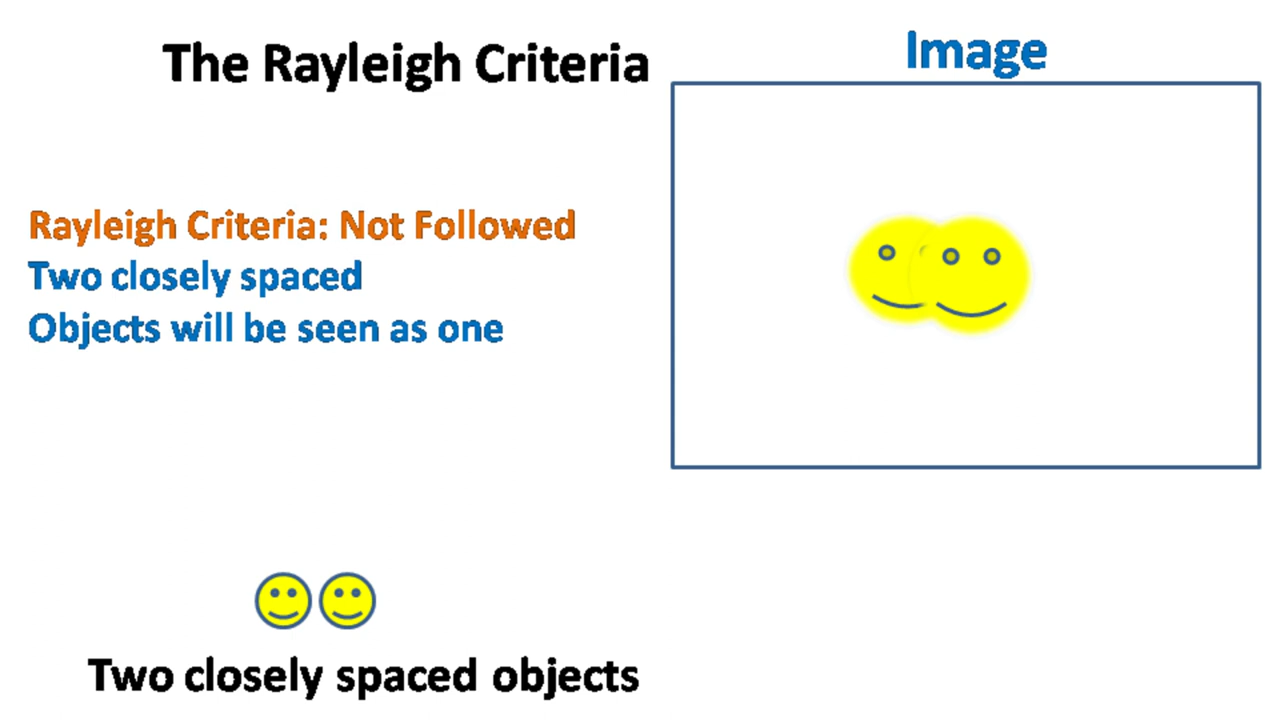 The Rayleigh Criteria
Image
Rayleigh Criteria: Not Followed
Two closely spaced
Objects will be seen as one
Two closely spaced objects